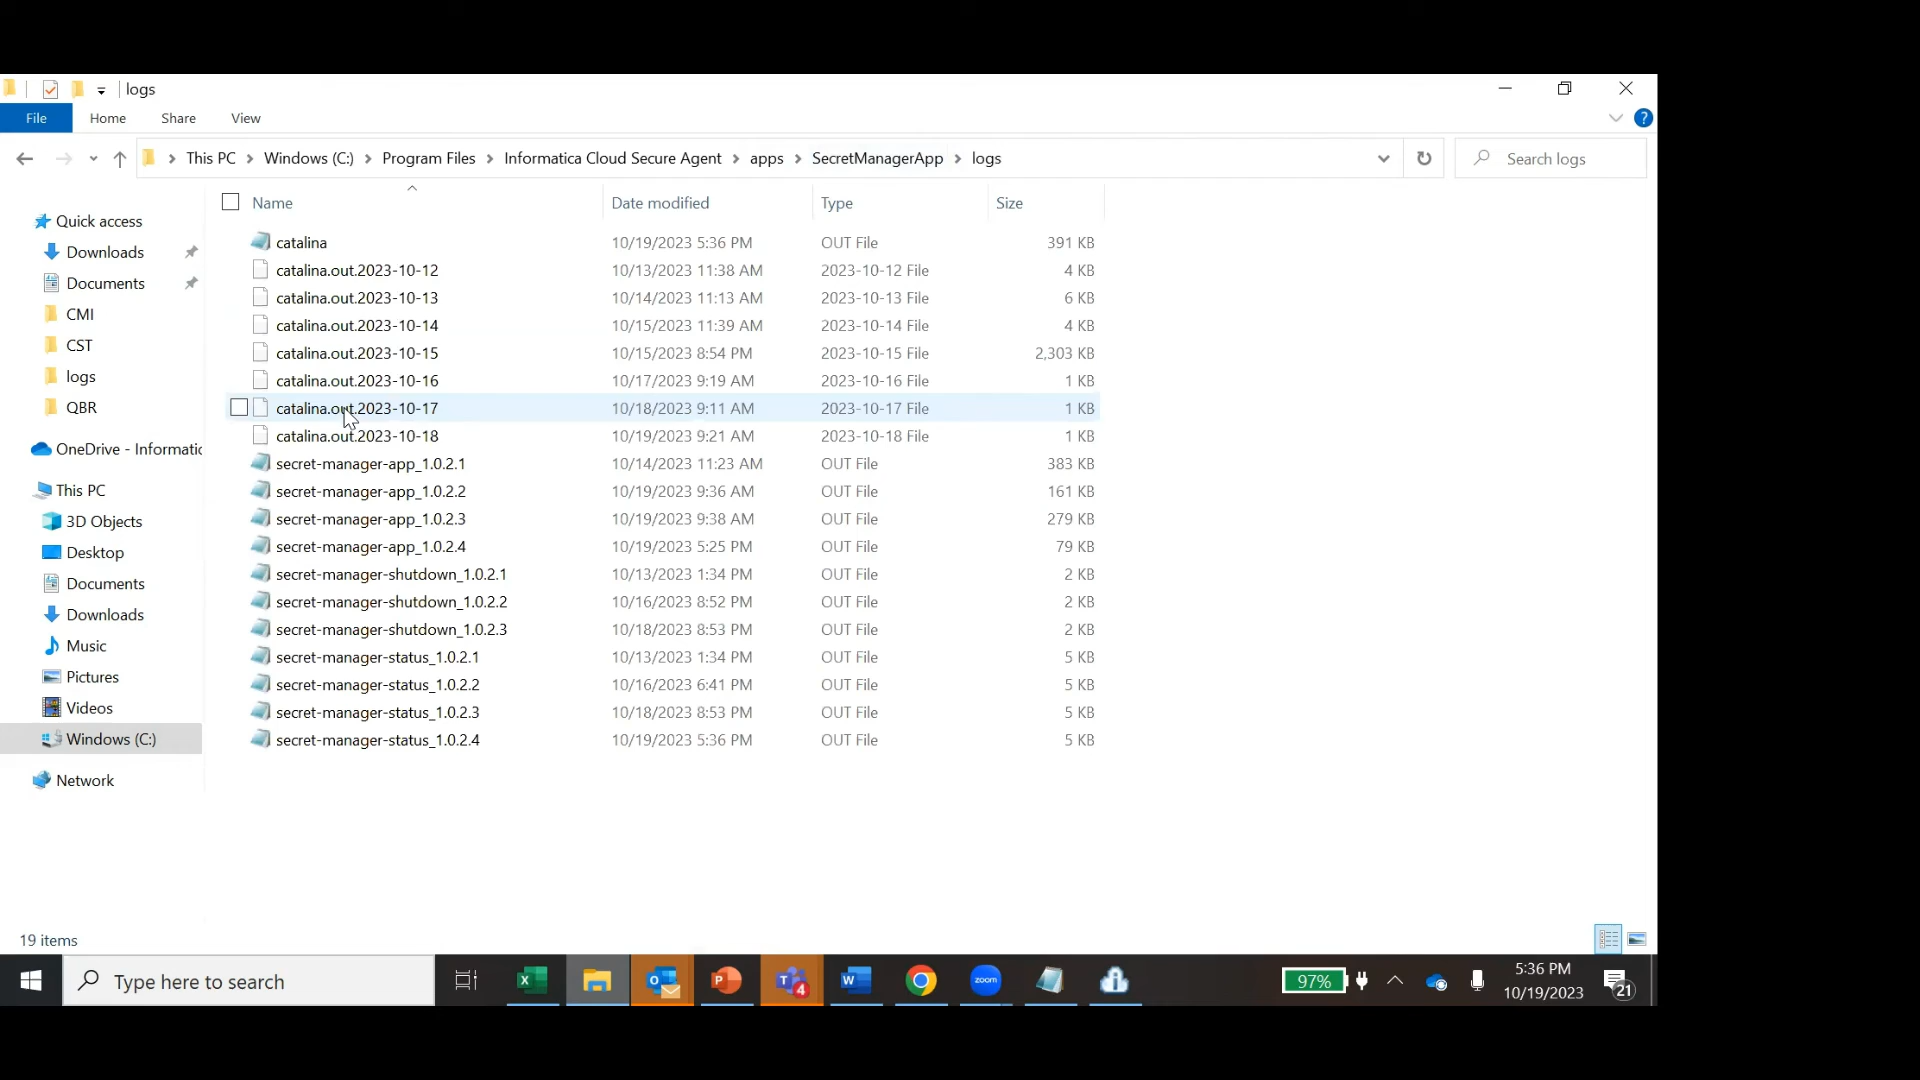 logs
File Home Share View
This PC Windows (C:) Program Files Informatica Cloud Secure Agent apps SecretManagerApp logs
Search logs
Name Date modified Type Size
Quick access
Downloads
Documents
CMI
CST
logs
QBR
OneDrive - Informatic
This PC
3D Objects
Desktop
Documents
Downloads
Music
Pictures
Videos
Windows (C:)
Network
catalina 10/19/2023 5:36 PM OUT File 391 KB
catalina.out.2023-10-12 10/13/2023 11:38 AM 2023-10-12 File 4 KB
catalina.out.2023-10-13 10/14/2023 11:13 AM 2023-10-13 File 6 KB
catalina.out.2023-10-14 10/15/2023 11:39 AM 2023-10-14 File 4 KB
catalina.out.2023-10-15 10/15/2023 8:54 PM 2023-10-15 File 2,303 KB
catalina.out.2023-10-16 10/17/2023 9:19 AM 2023-10-16 File 1 KB
catalina.out.2023-10-17 10/18/2023 9:11 AM 2023-10-17 File 1 KB
catalina.out.2023-10-18 10/19/2023 9:21 AM 2023-10-18 File 1 KB
secret-manager-app_1.0.2.1 10/14/2023 11:23 AM OUT File 383 KB
secret-manager-app_1.0.2.2 10/19/2023 9:36 AM OUT File 161 KB
secret-manager-app_1.0.2.3 10/19/2023 9:38 AM OUT File 279 KB
secret-manager-app_1.0.2.4 10/19/2023 5:25 PM OUT File 79 KB
secret-manager-shutdown_1.0.2.1 10/13/2023 1:34 PM OUT File 2 KB
secret-manager-shutdown_1.0.2.2 10/16/2023 8:52 PM OUT File 2 KB
secret-manager-shutdown_1.0.2.3 10/18/2023 8:53 PM OUT File 2 KB
secret-manager-status_1.0.2.1 10/13/2023 1:34 PM OUT File 5 KB
secret-manager-status_1.0.2.2 10/16/2023 6:41 PM OUT File 5 KB
secret-manager-status_1.0.2.3 10/18/2023 8:53 PM OUT File 5 KB
secret-manager-status_1.0.2.4 10/19/2023 5:36 PM OUT File 5 KB
19 items
Type here to search
zoom
4
97%
5:36 PM
10/19/2023
21